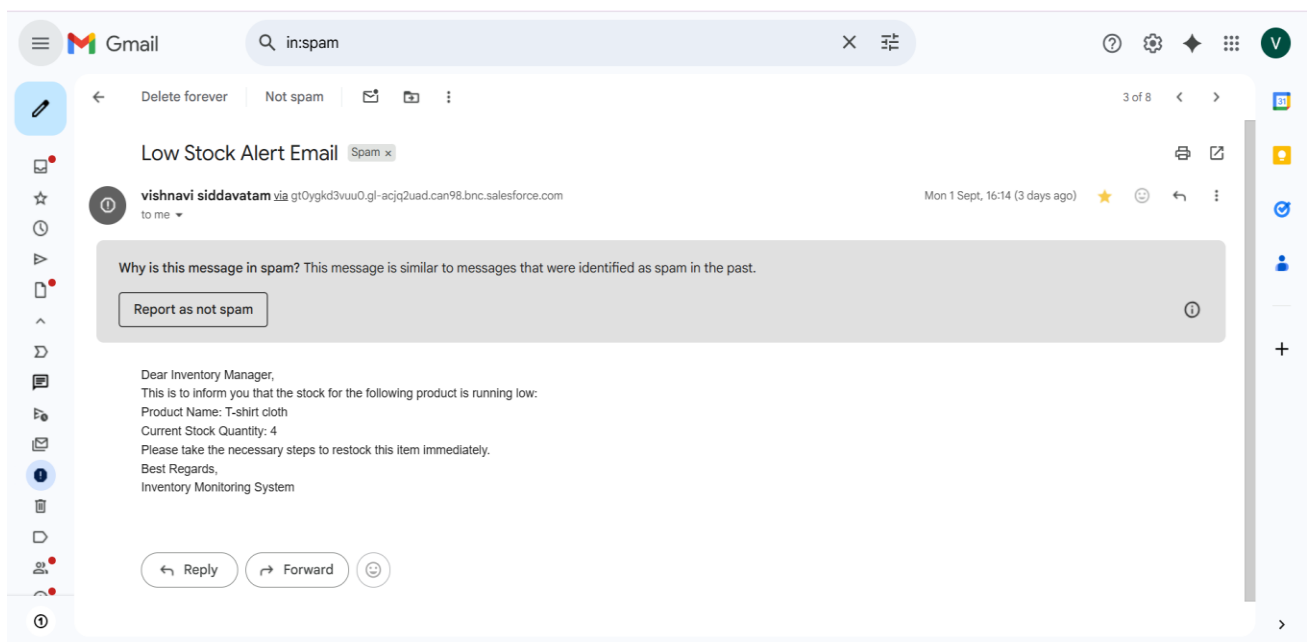 Gmail
in:spam
V
Delete forever Not spam
3 of 8
31
Low Stock Alert Email Spam ×
vishnavi siddavatam via gt0ygkd3vuu0.gl-acjq2uad.can98.bnc.salesforce.com
Mon 1 Sept, 16:14 (3 days ago)
to me
Why is this message in spam? This message is similar to messages that were identified as spam in the past.
Report as not spam
Dear Inventory Manager,
This is to inform you that the stock for the following product is running low:
Product Name: T-shirt cloth
Current Stock Quantity: 4
Please take the necessary steps to restock this item immediately.
Best Regards,
Inventory Monitoring System
Reply Forward
1